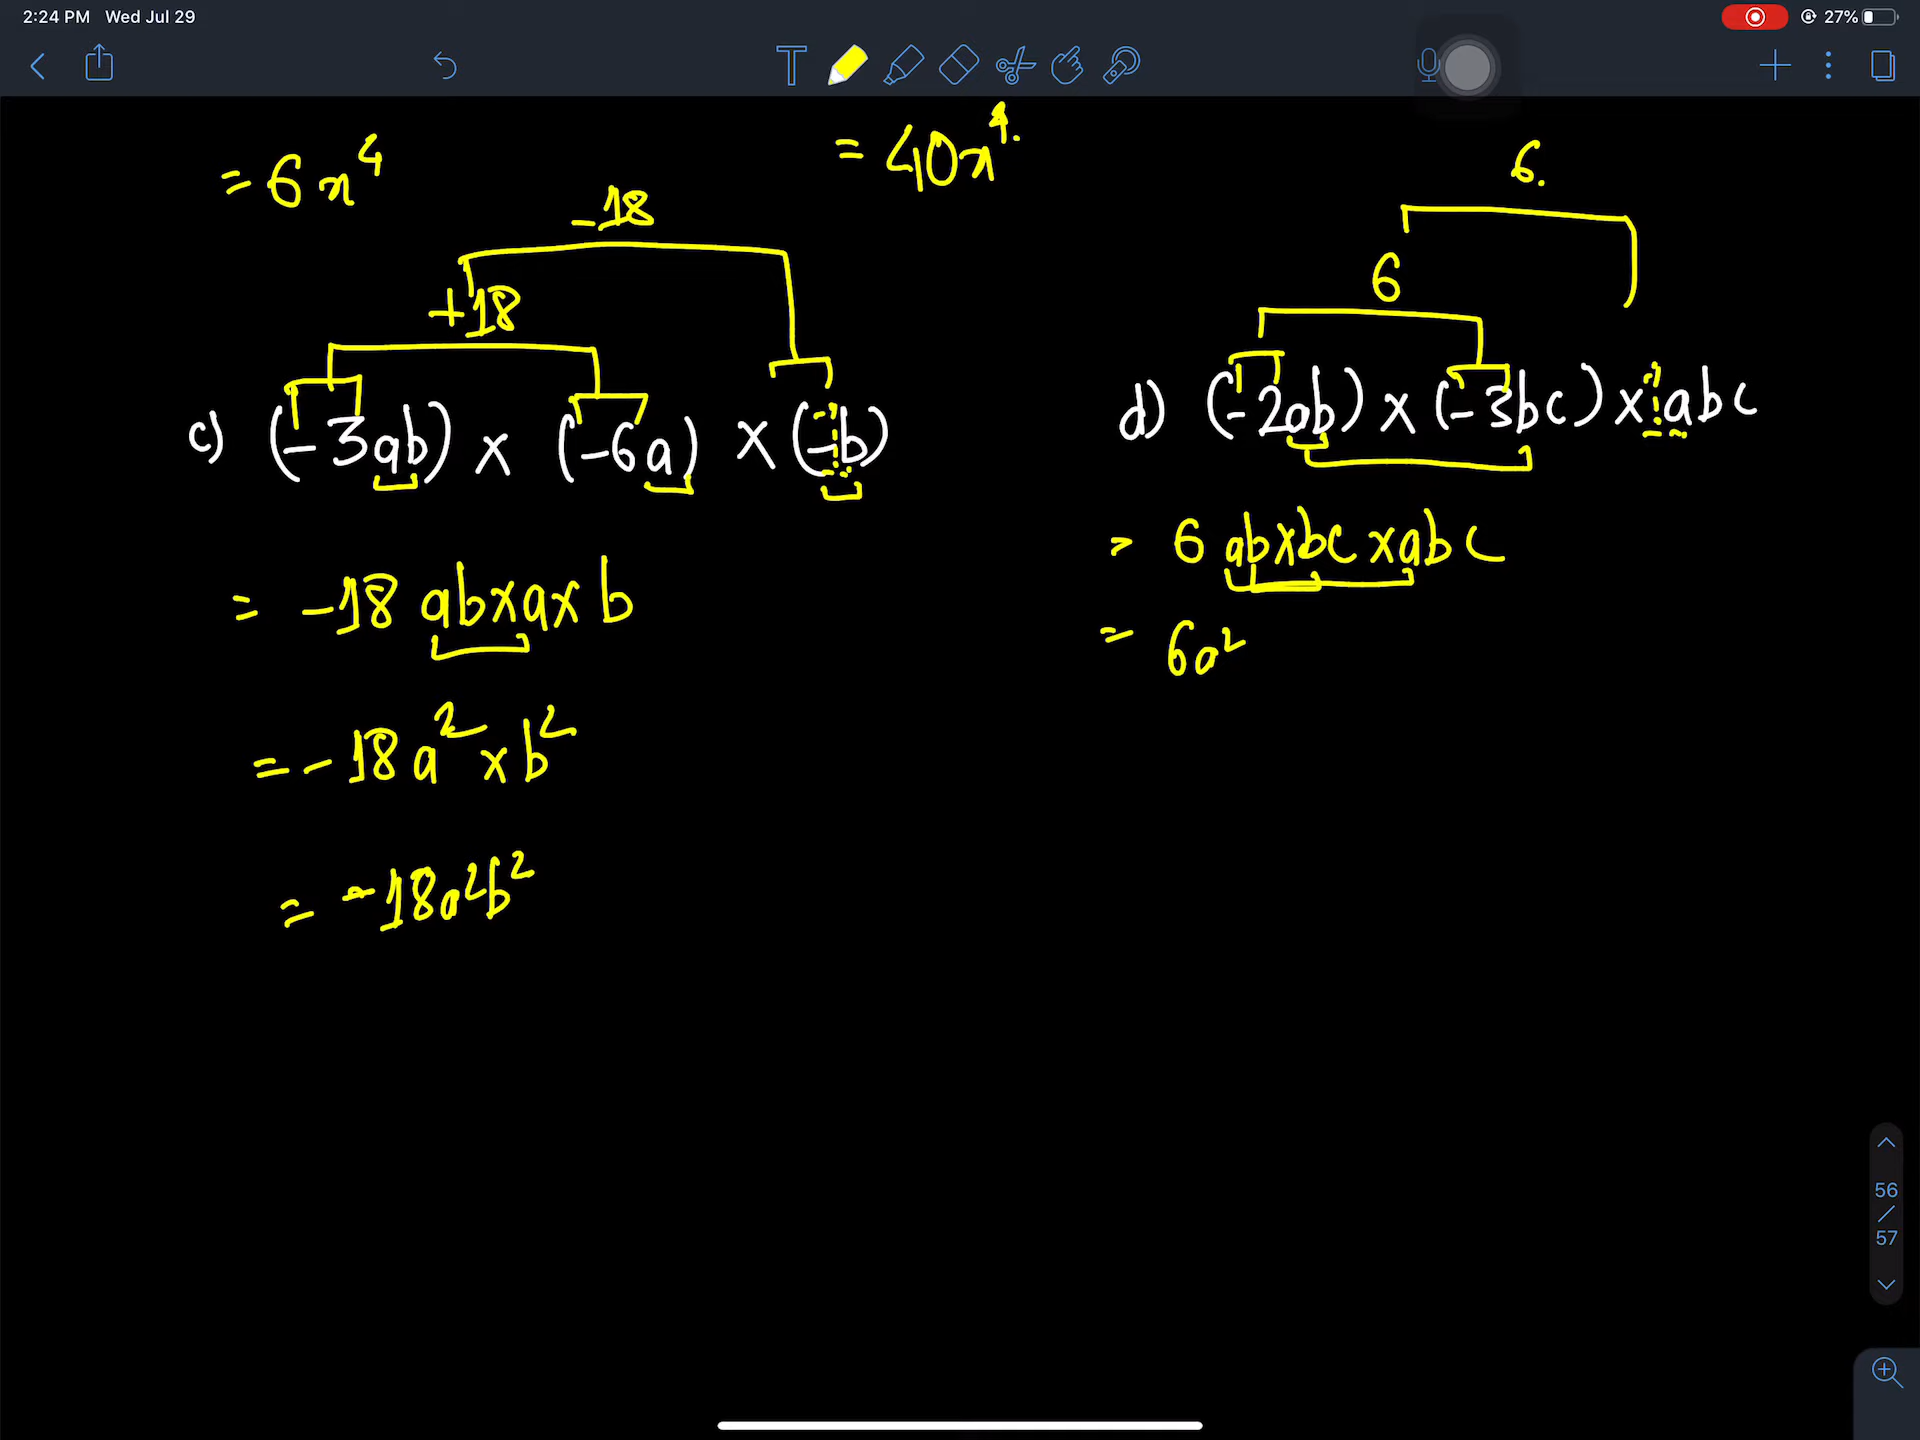 2:24 PM Wed Jul 29
27%
= 6x⁴
= 40x⁴.
-18
+18
c) (-3ab) x (-6a) x (-b)
= -18 abxaxb
= -18a² x b²
= -18a²b²
6.
6
d) (-2ab) x (-3bc) x 1abc
= 6 abxbc xabc
= 6a²
56
/
57